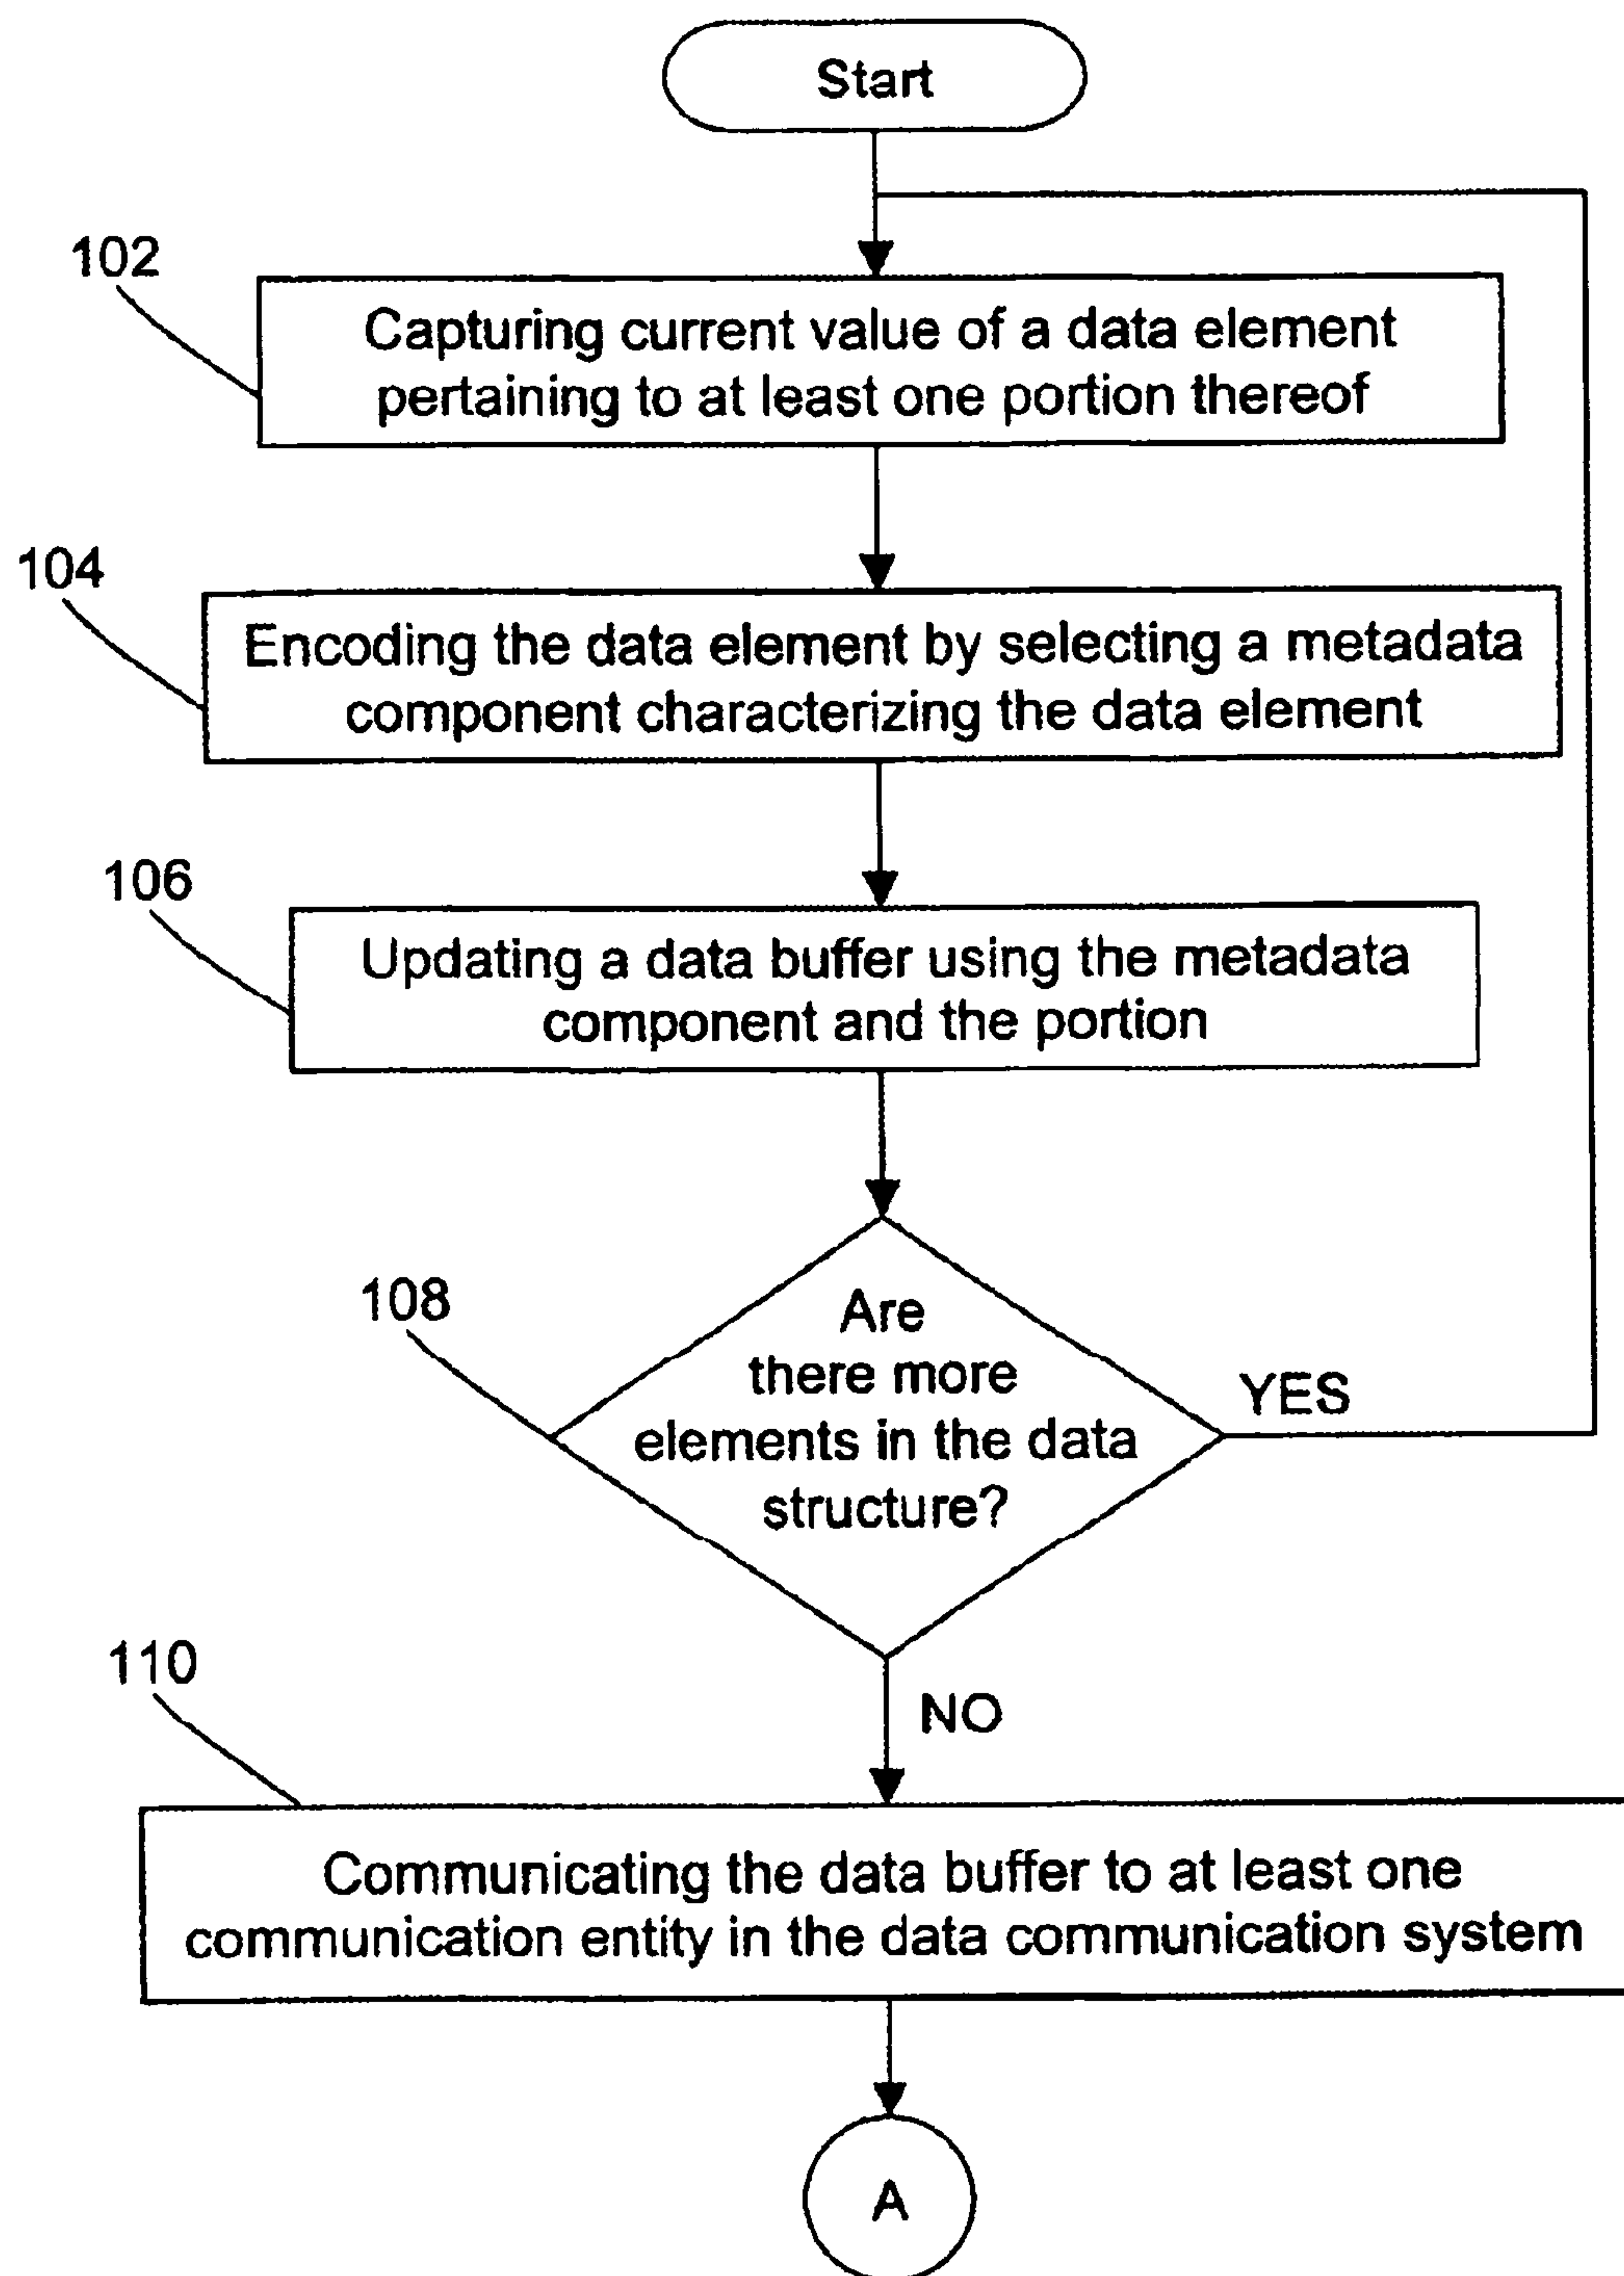 Start
102
Capturing current value of a data element
pertaining to at least one portion thereof
104
Encoding the data element by selecting a metadata
component characterizing the data element
106
Updating a data buffer using the metadata
component and the portion
108
Are
there more
elements in the data
structure?
YES
NO
110
Communicating the data buffer to at least one
communication entity in the data communication system
A